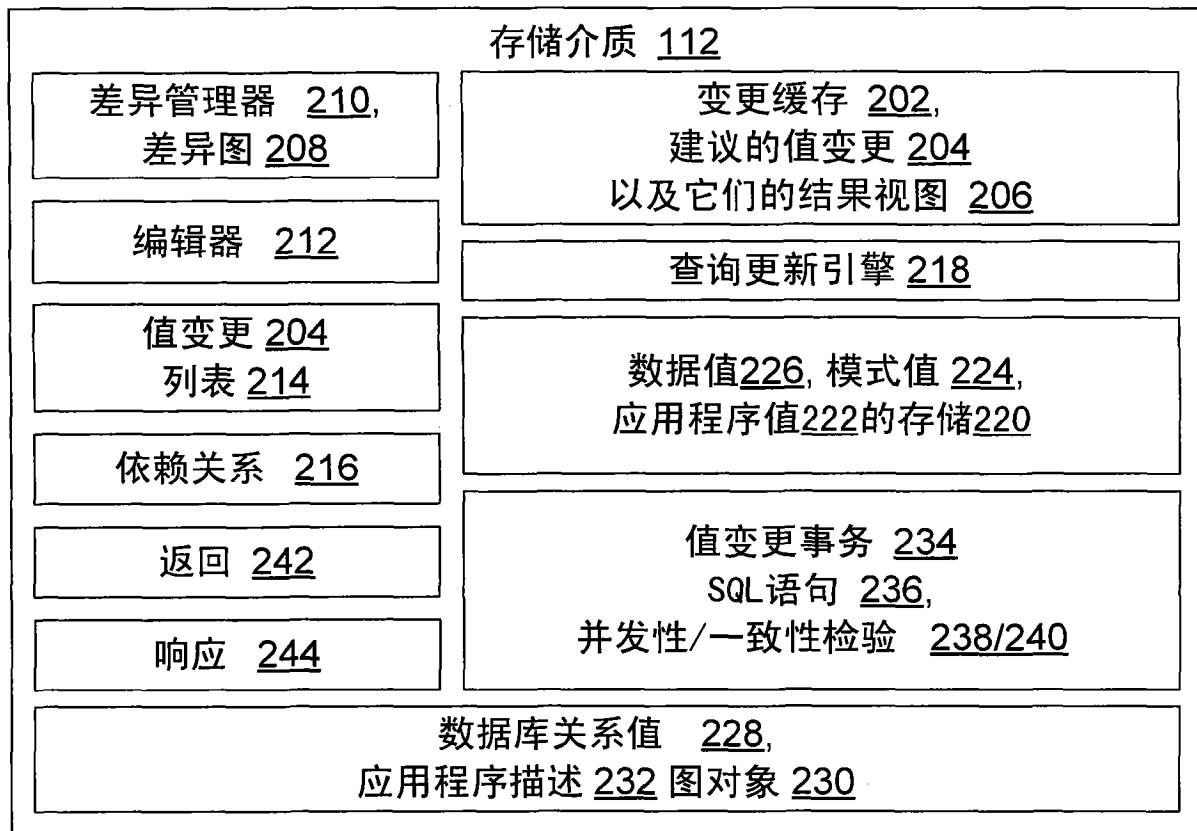 存储介质 112
差异管理器 210,
差异图 208
编辑器 212
值变更 204
列表 214
依赖关系 216
返回 242
响应 244
变更缓存 202,
建议的值变更 204
以及它们的结果视图 206
查询更新引擎 218
数据值226, 模式值 224,
应用程序值222的存储220
值变更事务 234
SQL语句 236,
并发性/一致性检验 238/240
数据库关系值 228,
应用程序描述 232 图对象 230